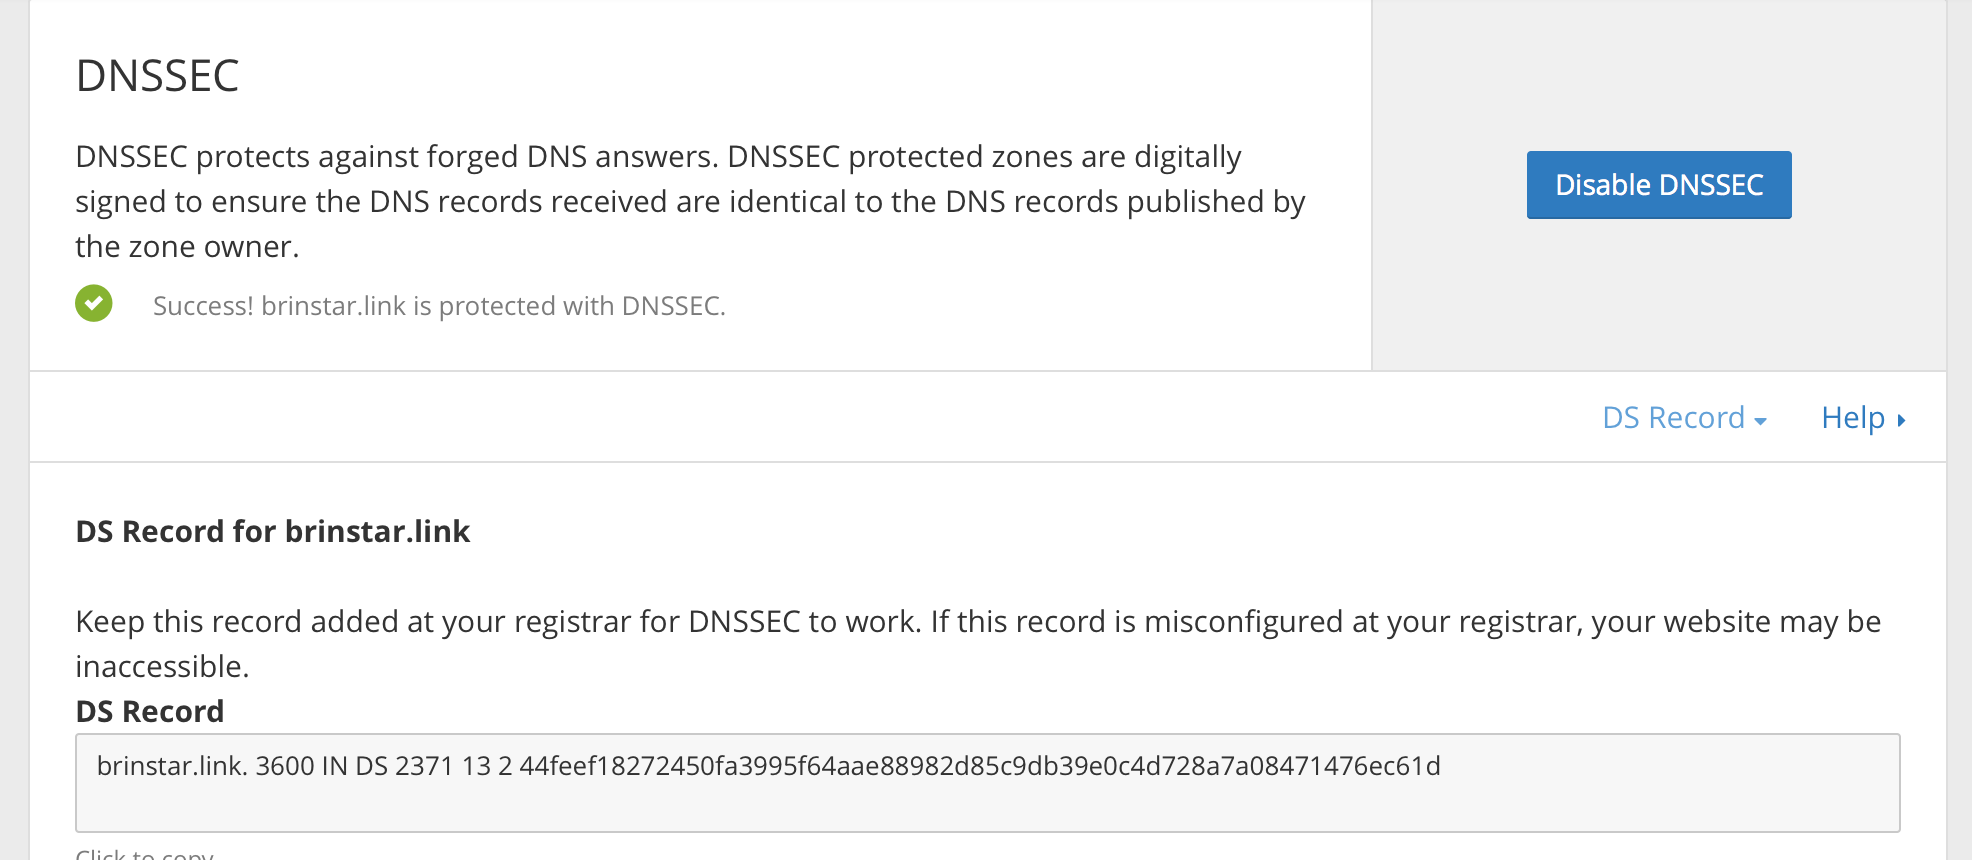 DNSSEC
DNSSEC protects against forged DNS answers. DNSSEC protected zones are digitally
signed to ensure the DNS records received are identical to the DNS records published by
the zone owner.
Success! brinstar.link is protected with DNSSEC.
Disable DNSSEC
DS Record
Help
DS Record for brinstar.link
Keep this record added at your registrar for DNSSEC to work. If this record is misconfigured at your registrar, your website may be
inaccessible.
DS Record
brinstar.link. 3600 IN DS 2371 13 2 44feef18272450fa3995f64aae88982d85c9db39e0c4d728a7a08471476ec61d
Click to copy